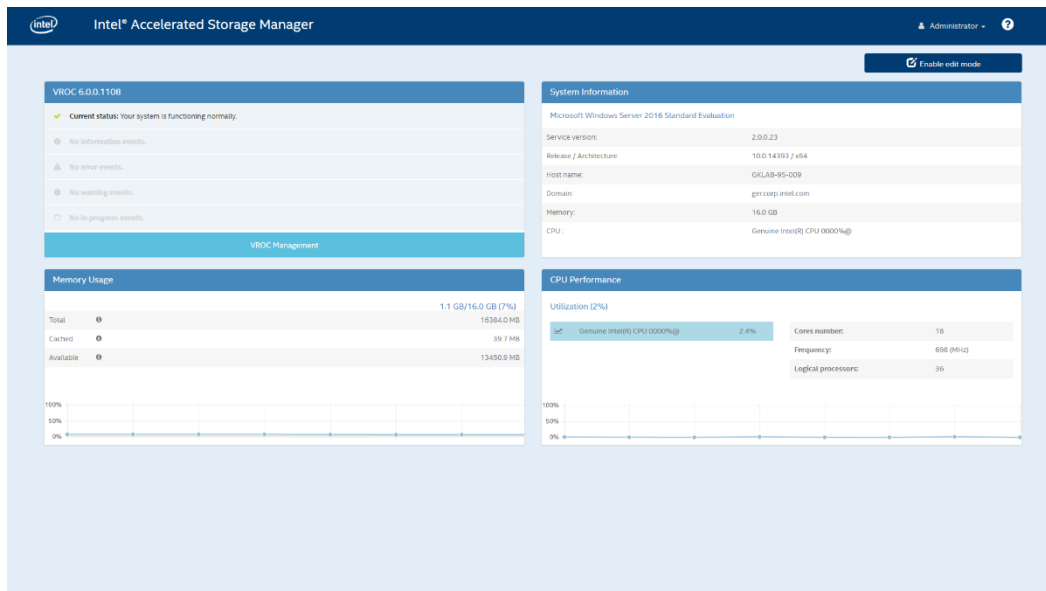 intel Intel® Accelerated Storage Manager Administrator ?
Enable edit mode
VROC 6.0.0.1108
Current status: Your system is functioning normally.
No information events.
No error events.
No warning events.
No in progress events.
VROC Management
System Information
Microsoft Windows Server 2016 Standard Evaluation
Service version: 2.0.0.23
Release / Architecture: 10.0.14393 / x64
Host name: GKLAB-95-009
Domain: ger.corp.intel.com
Memory: 16.0 GB
CPU : Genuine Intel(R) CPU 0000%@
Memory Usage
1.1 GB/16.0 GB (7%)
Total 16384.0 MB
Cached 39.7 MB
Available 13450.9 MB
100%
50%
0%
CPU Performance
Utilization (2%)
Genuine Intel(R) CPU 0000%@ 2.4%
Cores number: 18
Frequency: 698 (MHz)
Logical processors: 36
100%
50%
0%